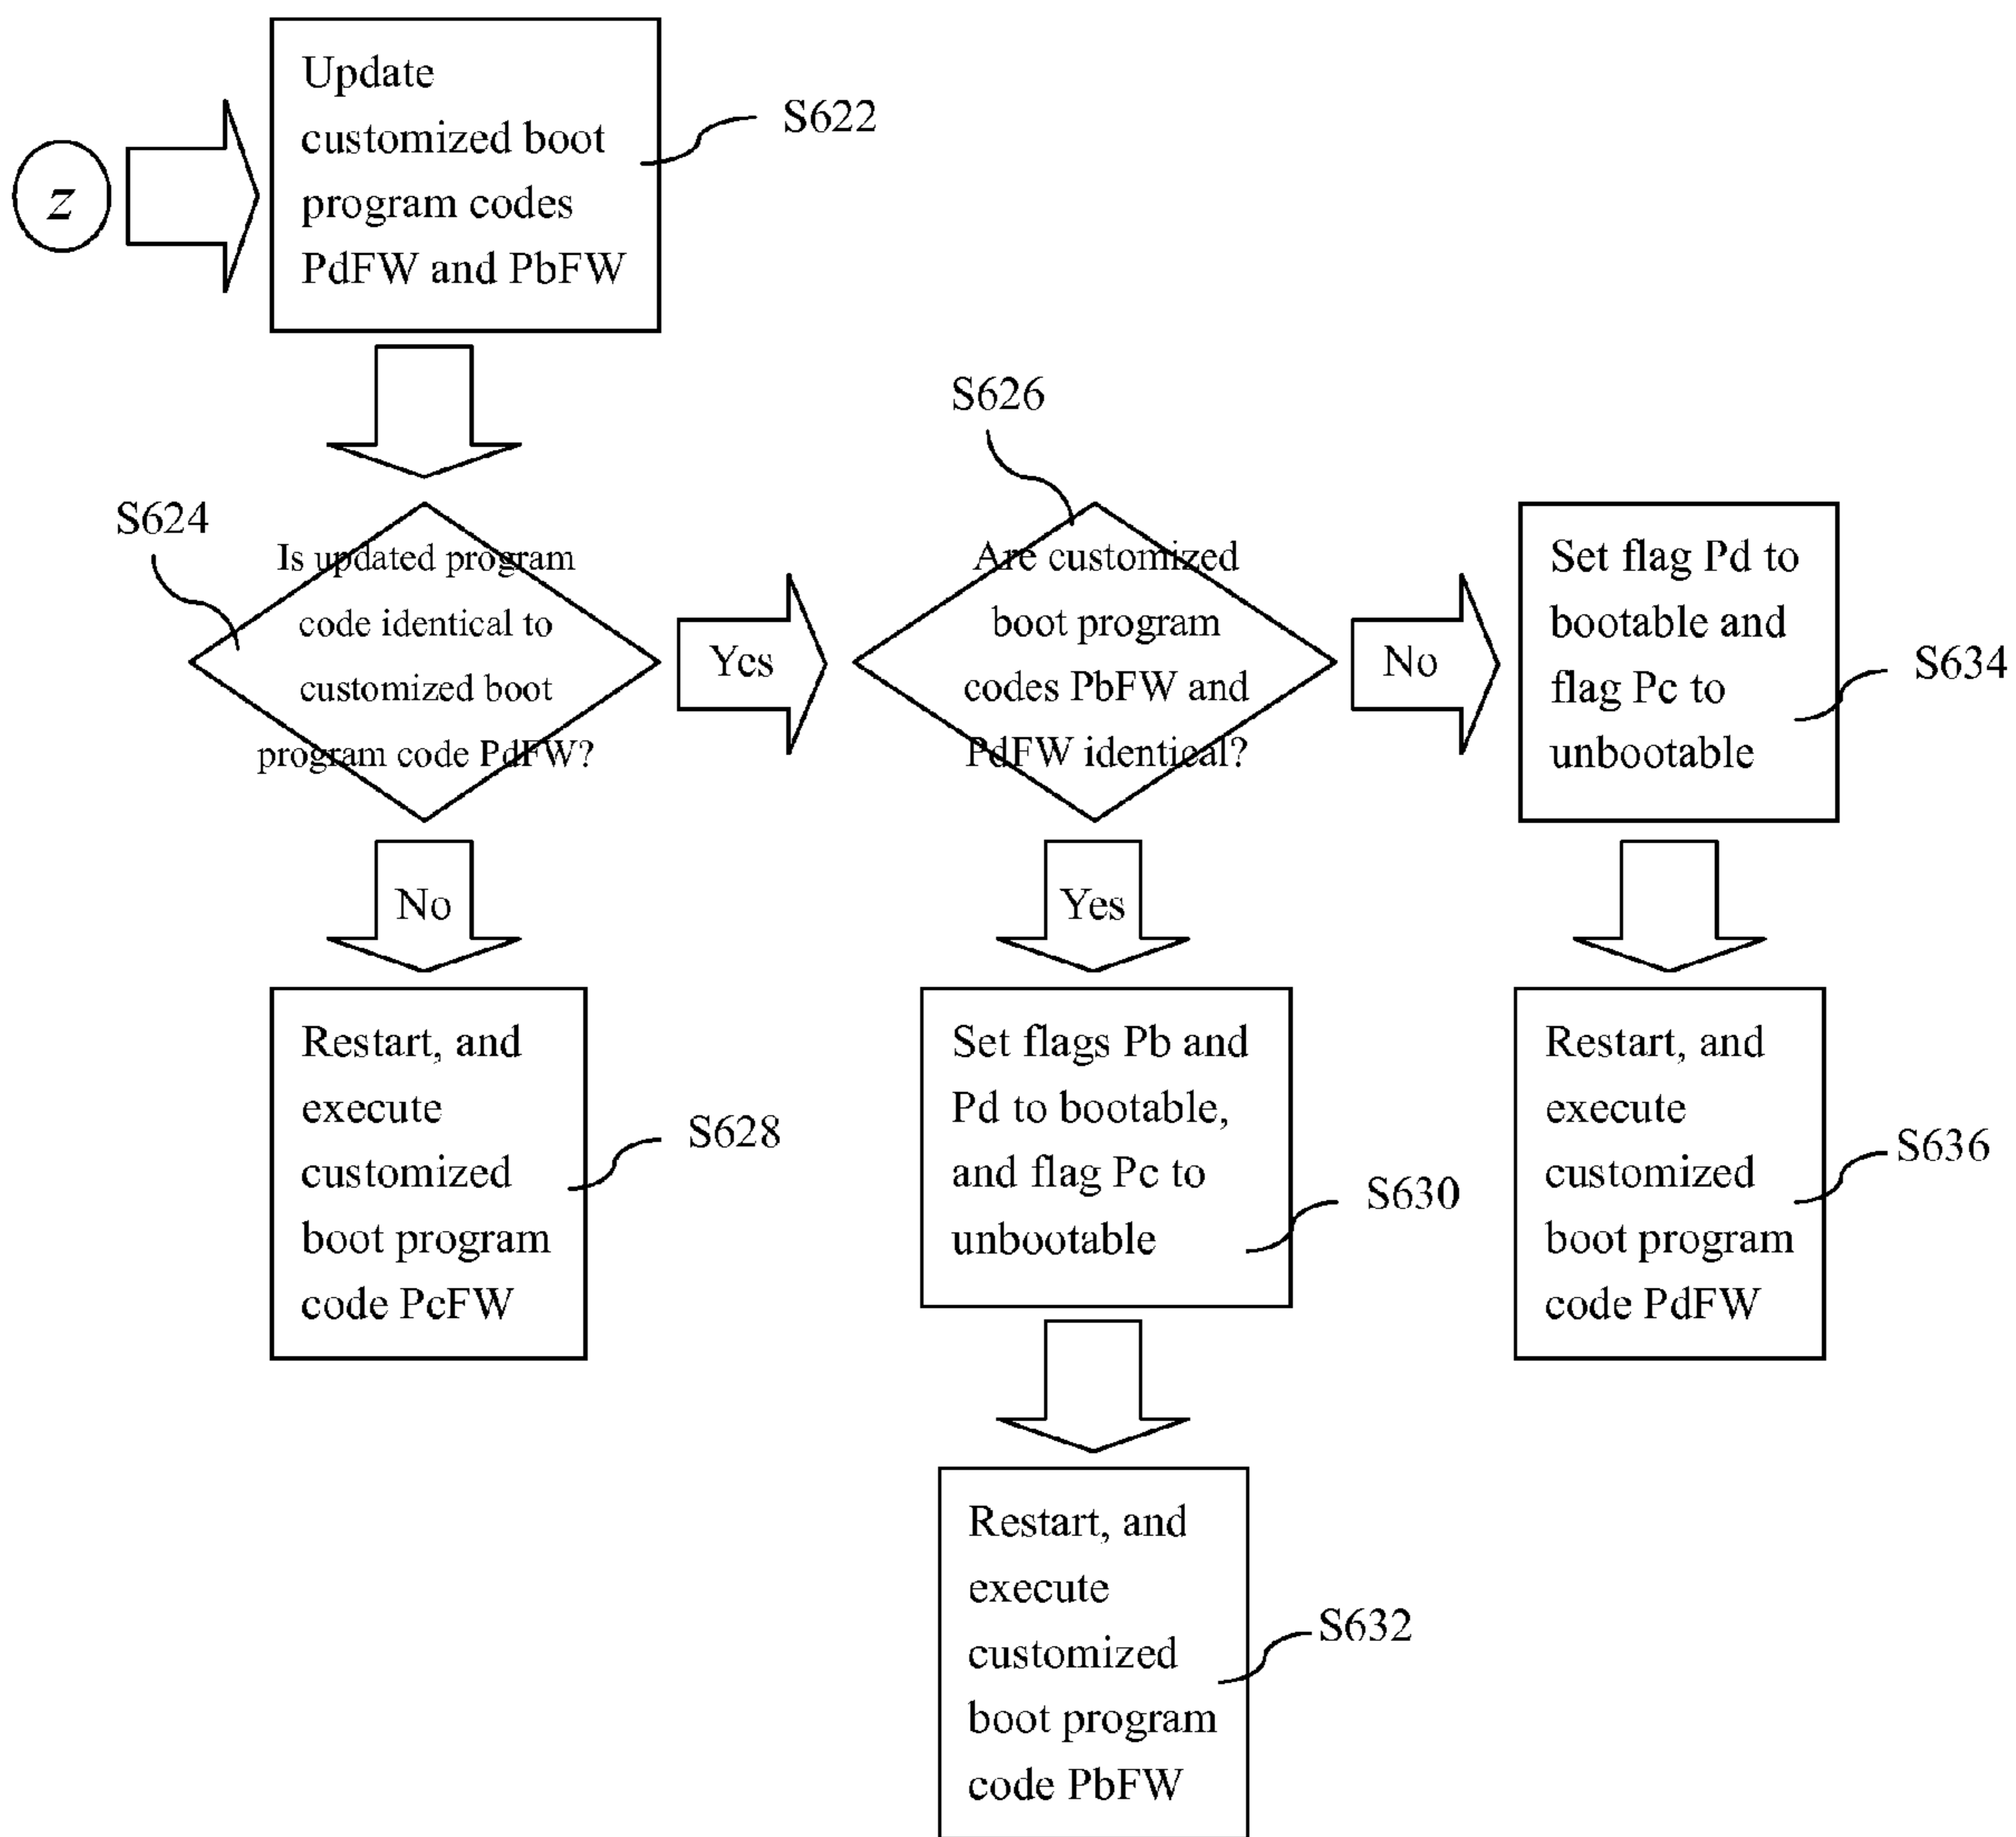 Update
customized boot
program codes
PdFW and PbFW
S622
z
S626
S624
Is updated program
code identical to
customized boot
program code PdFW?
Yes
Are customized
boot program
codes PbFW and
PdFW identical?
No
Set flag Pd to
bootable and
flag Pc to
unbootable
S634
No
Yes
Restart, and
execute
customized
boot program
code PcFW
S628
Set flags Pb and
Pd to bootable,
and flag Pc to
unbootable
S630
Restart, and
execute
customized
boot program
code PdFW
S636
Restart, and
execute
customized
boot program
code PbFW
S632